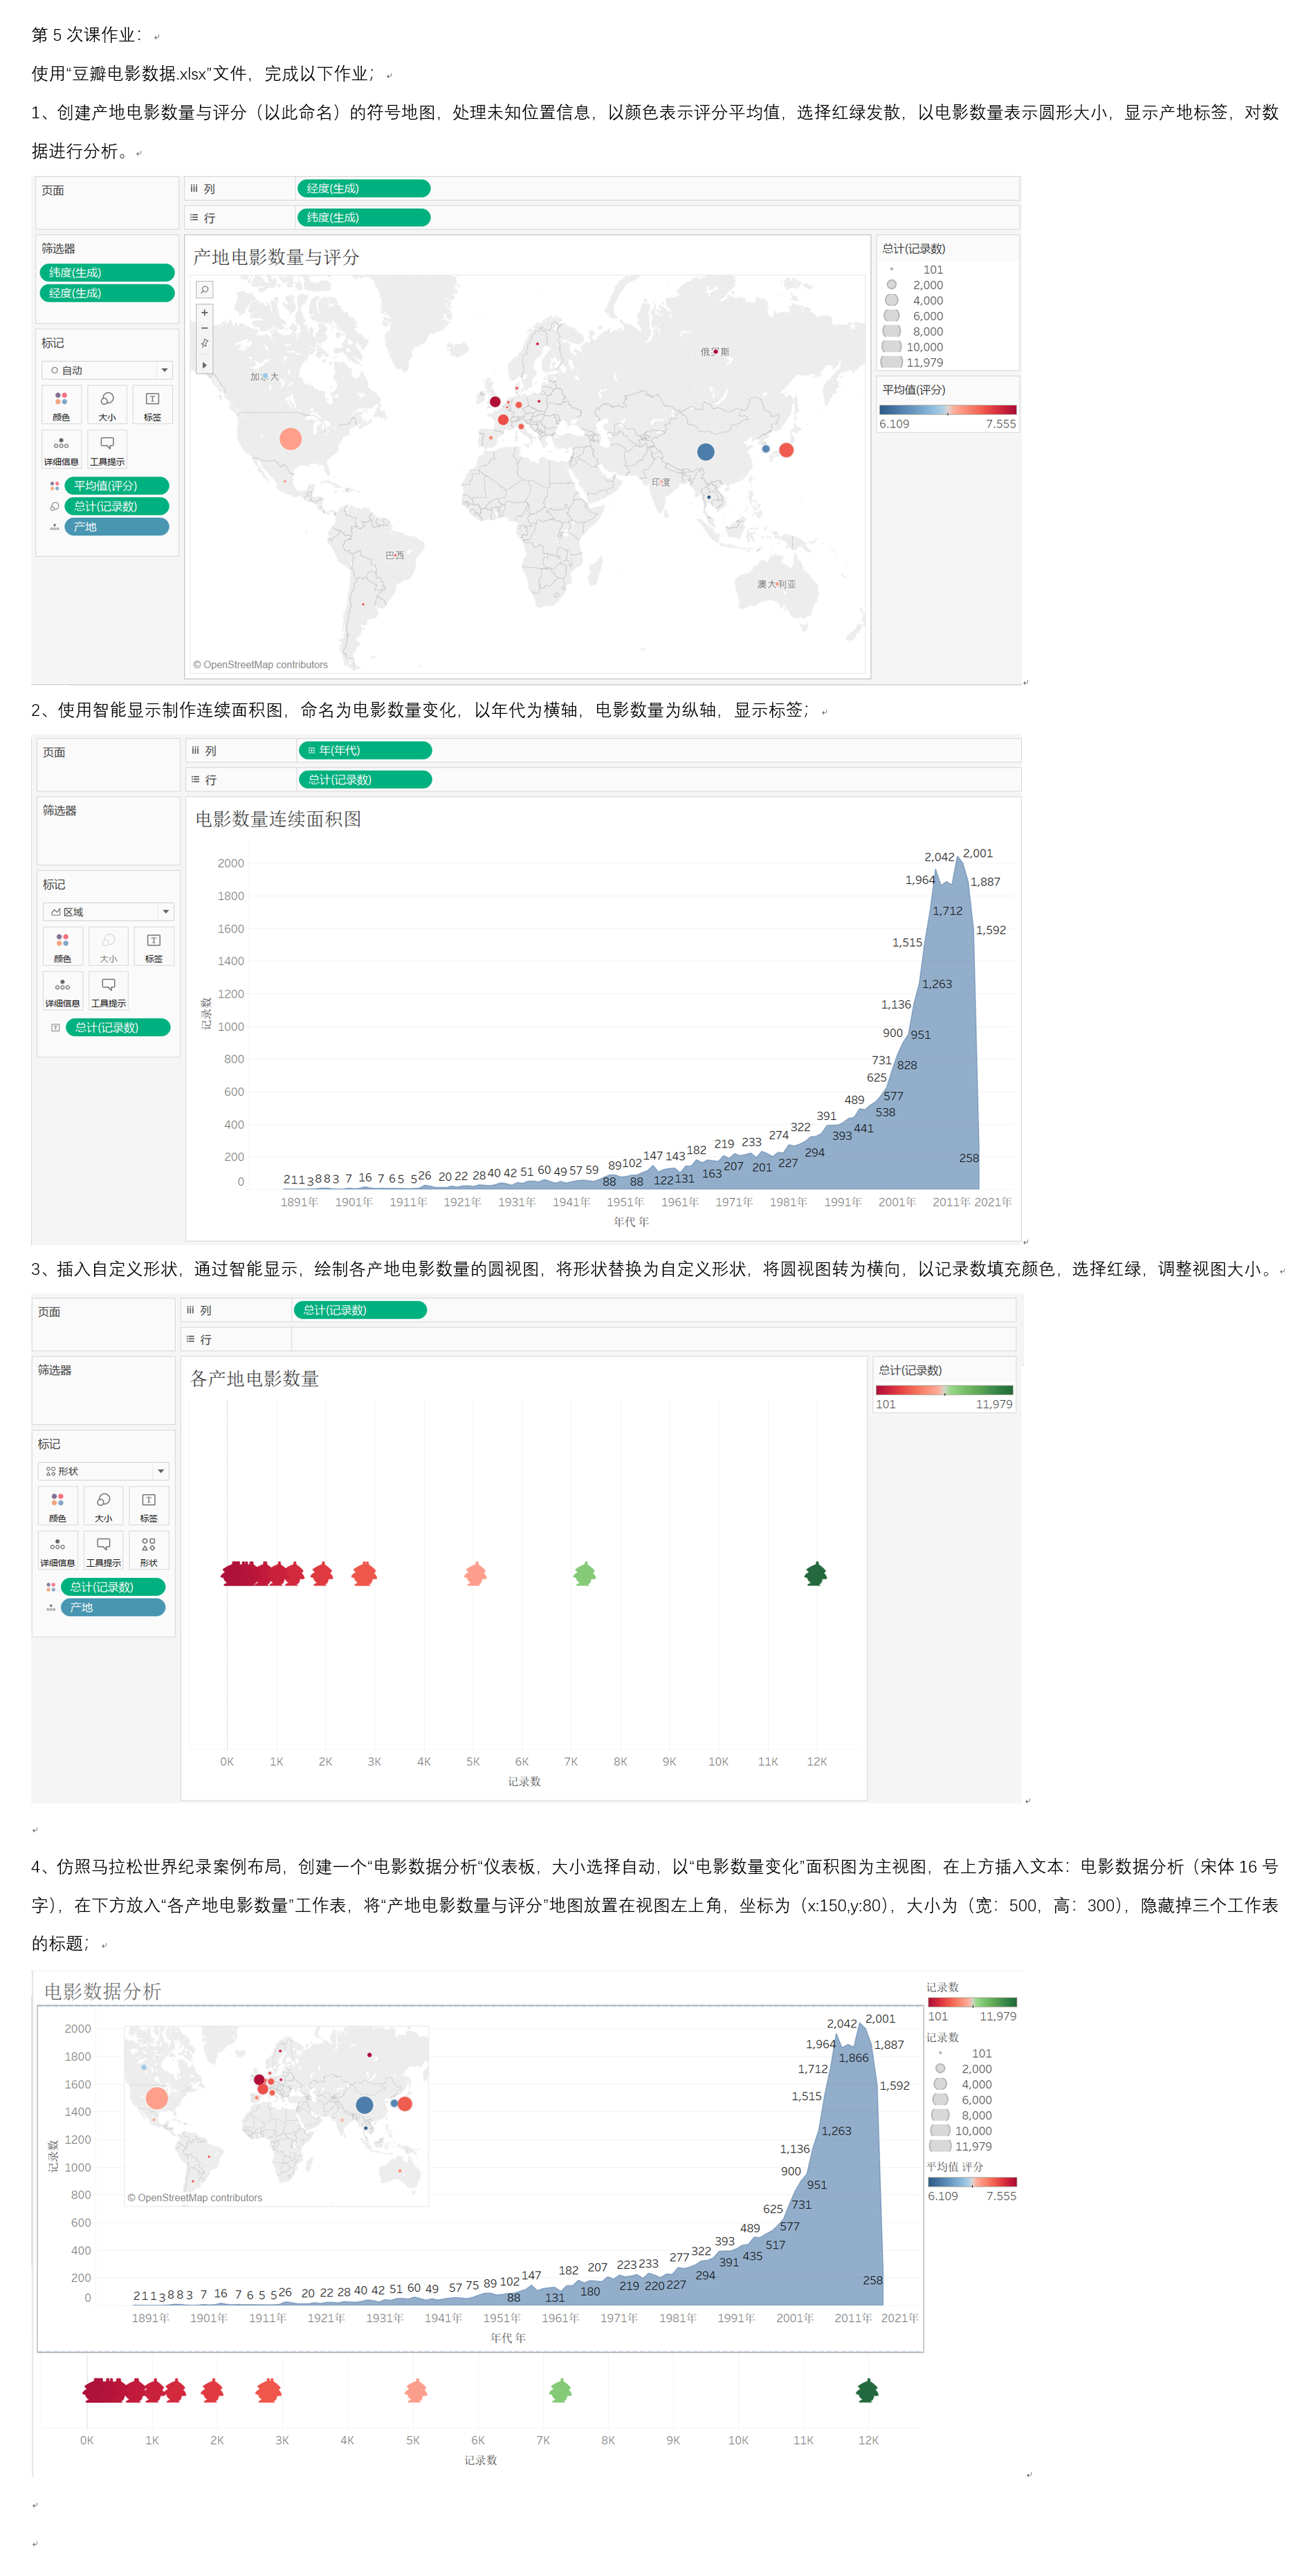 第 5 次课作业：
使用“豆瓣电影数据.xlsx”文件，完成以下作业；
1、创建产地电影数量与评分（以此命名）的符号地图，处理未知位置信息，以颜色表示评分平均值，选择红绿发散，以电影数量表示圆形大小，显示产地标签，对数
据进行分析。
页面
iii 列
经度(生成)
行
纬度(生成)
筛选器
纬度(生成)
经度(生成)
标记
自动
颜色
大小
标签
详细信息
工具提示
平均值(评分)
总计(记录数)
产地
产地电影数量与评分
加拿大
俄罗斯
印度
巴西
澳大利亚
© OpenStreetMap contributors
总计(记录数)
101
2,000
4,000
6,000
8,000
10,000
11,979
平均值(评分)
6.109 7.555
2、使用智能显示制作连续面积图，命名为电影数量变化，以年代为横轴，电影数量为纵轴，显示标签；
页面
iii 列
年(年代)
行
总计(记录数)
筛选器
标记
区域
颜色
大小
标签
详细信息
工具提示
总计(记录数)
电影数量连续面积图
2,042 2,001
2000
1,964 1,887
1800
1,712
1600
1,592
1,515
1400
1,263
1200
1,136
记录数
1000
900 951
800
731 828
625
600
577
489 538
400
391 393 441
322
274 294
233 227
219 201
207
200
182 163
147 143 122 131
89 102 88 88
2 1 1 3 8 8 3 7 16 7 6 5 5 26 20 22 28 40 42 51 60 49 57 59
258
0
1891年 1901年 1911年 1921年 1931年 1941年 1951年 1961年 1971年 1981年 1991年 2001年 2011年 2021年
年代 年
3、插入自定义形状，通过智能显示，绘制各产地电影数量的圆视图，将形状替换为自定义形状，将圆视图转为横向，以记录数填充颜色，选择红绿，调整视图大小。
页面
iii 列
总计(记录数)
行
筛选器
标记
形状
颜色
大小
标签
详细信息
工具提示
形状
总计(记录数)
产地
各产地电影数量
0K 1K 2K 3K 4K 5K 6K 7K 8K 9K 10K 11K 12K
记录数
总计(记录数)
101 11,979
4、仿照马拉松世界纪录案例布局，创建一个“电影数据分析“仪表板，大小选择自动，以“电影数量变化”面积图为主视图，在上方插入文本：电影数据分析（宋体 16 号
字），在下方放入“各产地电影数量”工作表，将“产地电影数量与评分”地图放置在视图左上角，坐标为（x:150,y:80），大小为（宽：500，高：300），隐藏掉三个工作表
的标题；
电影数据分析
2,042 2,001
2000
1,964 1,887
1800
1,866
1,712
1600
1,592
1,515
1400
1,263
1200
1,136
记录数
1000
900 951
800
731
625
600
577
489 517
400
393 391 435
322
277 294
200
147 182 207 223 233
131 180 219 220 227
2 1 1 3 8 8 3 7 16 7 6 5 5 26 20 22 28 40 42 51 60 49 57 75 89 102
88
258
0
1891年 1901年 1911年 1921年 1931年 1941年 1951年 1961年 1971年 1981年 1991年 2001年 2011年 2021年
年代 年
© OpenStreetMap contributors
0K 1K 2K 3K 4K 5K 6K 7K 8K 9K 10K 11K 12K
记录数
记录数
101 11,979
记录数
101
2,000
4,000
6,000
8,000
10,000
11,979
平均值 评分
6.109 7.555